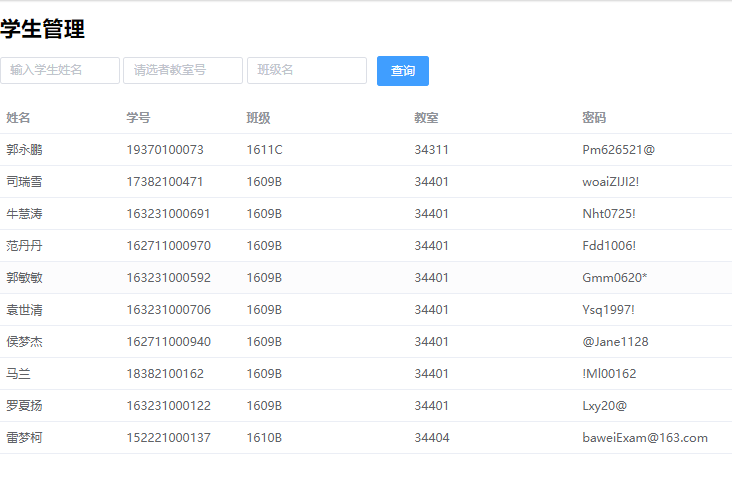 学生管理
输入学生姓名 请选者教室号 班级名 查询
姓名 学号 班级 教室 密码
郭永鹏 19370100073 1611C 34311 Pm626521@
司瑞雪 17382100471 1609B 34401 woaiZIJI2!
牛慧涛 163231000691 1609B 34401 Nht0725!
范丹丹 162711000970 1609B 34401 Fdd1006!
郭敏敏 163231000592 1609B 34401 Gmm0620*
袁世清 163231000706 1609B 34401 Ysq1997!
侯梦杰 162711000940 1609B 34401 @Jane1128
马兰 18382100162 1609B 34401 !Ml00162
罗夏扬 163231000122 1609B 34401 Lxy20@
雷梦柯 152221000137 1610B 34404 baweiExam@163.com